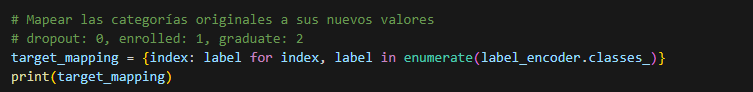 # Mapear las categorías originales a sus nuevos valores
# dropout: 0, enrolled: 1, graduate: 2
target_mapping = {index: label for index, label in enumerate(label_encoder.classes_)}
print(target_mapping)